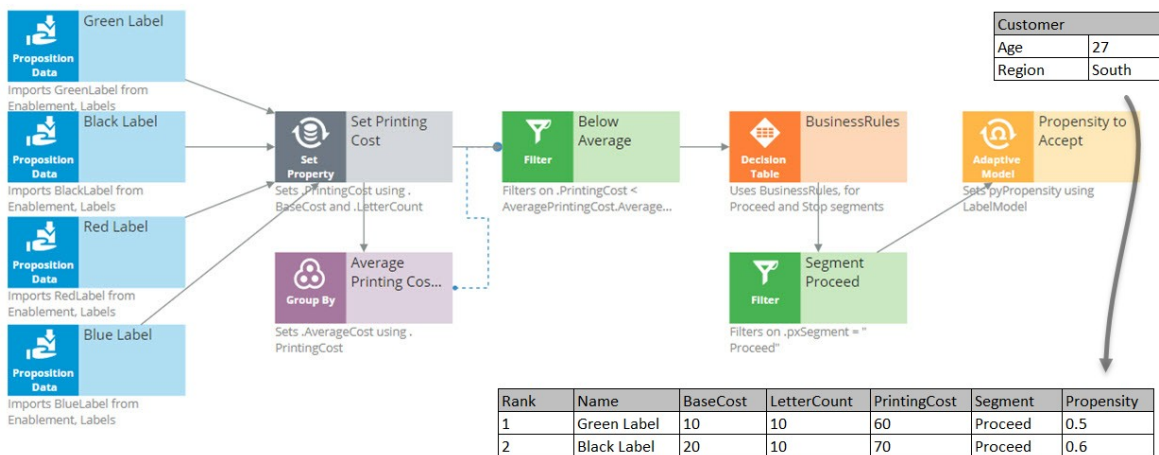 Green Label
Proposition
Data
Imports GreenLabel from
Enablement, Labels
Black Label
Proposition
Data
Imports BlackLabel from
Enablement, Labels
Red Label
Proposition
Data
Imports RedLabel from
Enablement, Labels
Blue Label
Proposition
Data
Imports BlueLabel from
Enablement, Labels
Set Printing
Cost
Set
Property
Sets .PrintingCost using .
BaseCost and .LetterCount
Average
Printing Cos...
Group By
Sets .AverageCost using .
PrintingCost
Below
Average
Filter
Filters on .PrintingCost <
AveragePrintingCost.Average...
BusinessRules
Decision
Table
Uses BusinessRules, for
Proceed and Stop segments
Segment
Proceed
Filter
Filters on .pxSegment = "
Proceed"
Propensity to
Accept
Adaptive
Model
Sets pyPropensity using
LabelModel
Customer
Age 27
Region South
Rank Name BaseCost LetterCount PrintingCost Segment Propensity
1 Green Label 10 10 60 Proceed 0.5
2 Black Label 20 10 70 Proceed 0.6